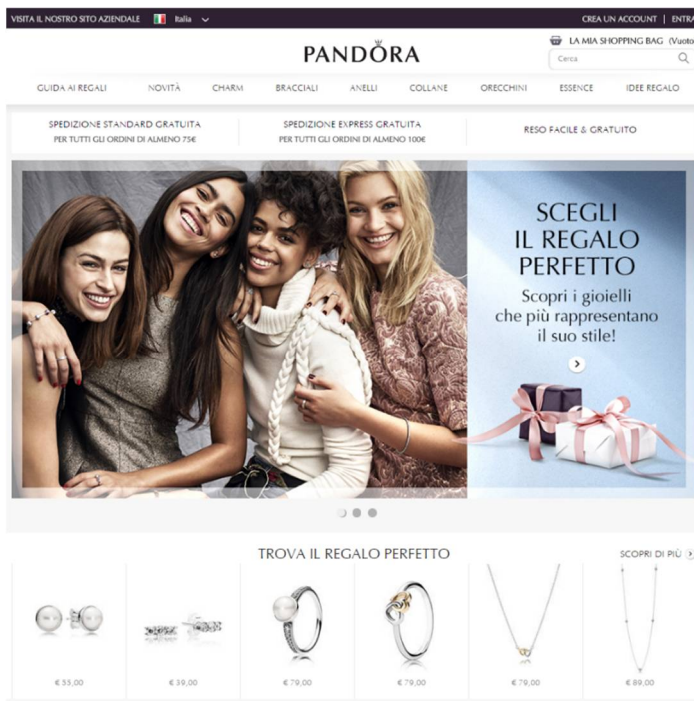 VISITA IL NOSTRO SITO AZIENDALE Italia CREA UN ACCOUNT | ENTRA
PANDÖRA
LA MIA SHOPPING BAG (Vuoto
Cerca
GUIDA AI REGALI NOVITÀ CHARM BRACCIALI ANELLI COLLANE ORECCHINI ESSENCE IDEE REGALO
SPEDIZIONE STANDARD GRATUITA
PER TUTTI GLI ORDINI DI ALMENO 75€
SPEDIZIONE EXPRESS GRATUITA
PER TUTTI GLI ORDINI DI ALMENO 100€
RESO FACILE & GRATUITO
SCEGLI
IL REGALO
PERFETTO
Scopri i gioielli
che più rappresentano
il suo stile!
TROVA IL REGALO PERFETTO
SCOPRI DI PIÙ
€ 55,00 € 39,00 € 79,00 € 79,00 € 79,00 € 89,00